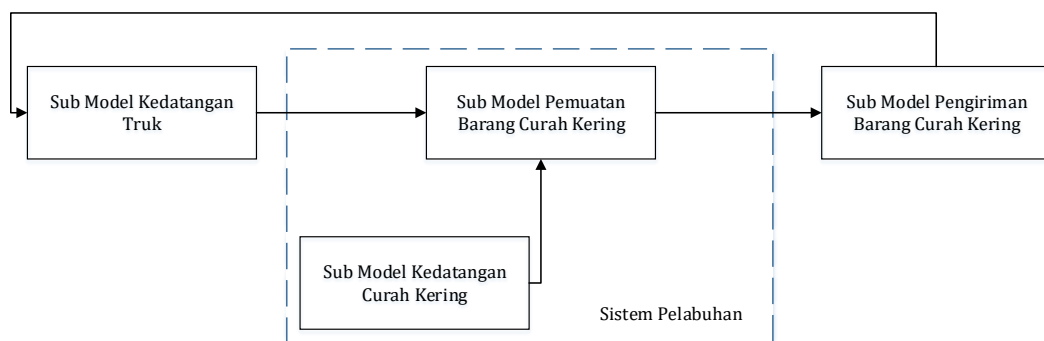 Sub Model Kedatangan
Truk
Sub Model Pemuatan
Barang Curah Kering
Sub Model Pengiriman
Barang Curah Kering
Sub Model Kedatangan
Curah Kering
Sistem Pelabuhan